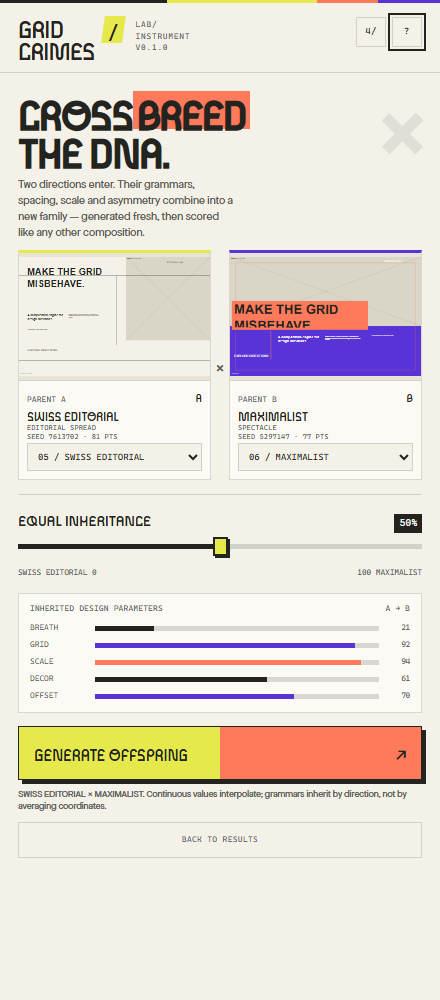 GRID
CRIMES
/
LAB/
INSTRUMENT
V0.1.0
4/
?
CROSSBREED
THE DNA.
Two directions enter. Their grammars,
spacing, scale and asymmetry combine into a
new family — generated fresh, then scored
like any other composition.
MAKE THE GRID
MISBEHAVE.
MAKE THE GRID
MISBEHAVE
×
PARENT A
A
SWISS EDITORIAL
EDITORIAL SPREAD
SEED 7613702 · 81 PTS
05 / SWISS EDITORIAL
PARENT B
B
MAXIMALIST
SPECTACLE
SEED 5297147 · 77 PTS
06 / MAXIMALIST
EQUAL INHERITANCE
50%
SWISS EDITORIAL 0
100 MAXIMALIST
INHERITED DESIGN PARAMETERS
A → B
BREATH 21
GRID 92
SCALE 94
DECOR 61
OFFSET 70
GENERATE OFFSPRING
SWISS EDITORIAL × MAXIMALIST. Continuous values interpolate; grammars inherit by direction, not by
averaging coordinates.
BACK TO RESULTS